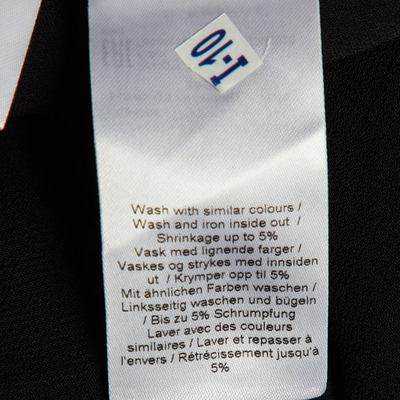 I-10
Wash with similar colours /
Wash and iron inside out /
Shrinkage up to 5%
Vask med lignende farger /
Vaskes og strykes med innsiden
ut / Krymper opp til 5%
Mit ähnlichen Farben waschen /
Linksseitig waschen und bügeln
/ Bis zu 5% Schrumpfung
Laver avec des couleurs
similaires / Laver et repasser à
l'envers / Rétrécissement jusqu'à
5%